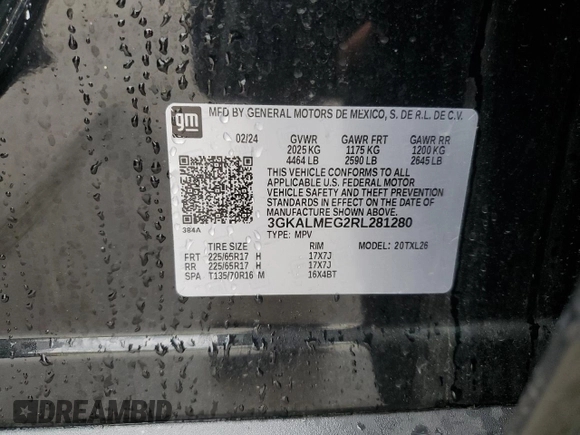 gm
MFD BY GENERAL MOTORS DE MEXICO, S. DE R.L. DE C.V.
02/24 GVWR GAWR FRT GAWR RR
2025 KG 1175 KG 1200 KG
4464 LB 2590 LB 2645 LB
THIS VEHICLE CONFORMS TO ALL
APPLICABLE U.S. FEDERAL MOTOR
VEHICLE SAFETY AND THEFT PREVENTION
STANDARDS IN EFFECT ON THE DATE OF
MANUFACTURE SHOWN ABOVE.
384A
3GKALMEG2RL281280
TYPE: MPV MODEL: 20TXL26
TIRE SIZE RIM
FRT 225/65R17 H 17X7J
RR 225/65R17 H 17X7J
SPA T135/70R16 M 16X4BT
DREAMBID